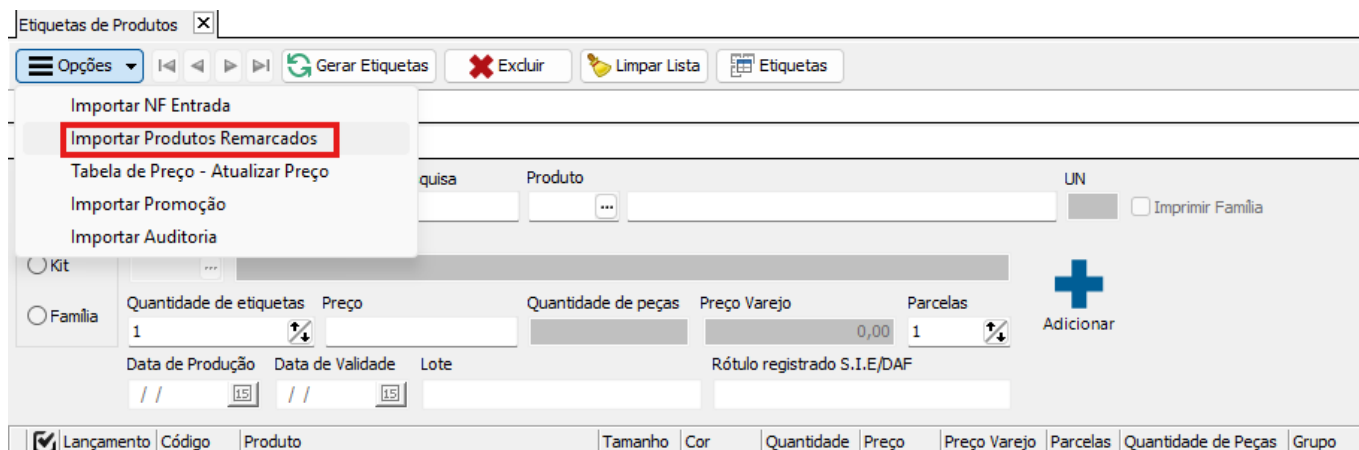 Etiquetas de Produtos
Opções Gerar Etiquetas Excluir Limpar Lista Etiquetas
Importar NF Entrada
Importar Produtos Remarcados
Tabela de Preço - Atualizar Preço
Importar Promoção
Importar Auditoria
quisa Produto UN
... Imprimir Família
Kit ...
Família
Quantidade de etiquetas Preço Quantidade de peças Preço Varejo Parcelas
1 0,00 1
Adicionar
Data de Produção Data de Validade Lote Rótulo registrado S.I.E/DAF
/ / 15 / / 15
Lançamento Código Produto Tamanho Cor Quantidade Preço Preço Varejo Parcelas Quantidade de Peças Grupo